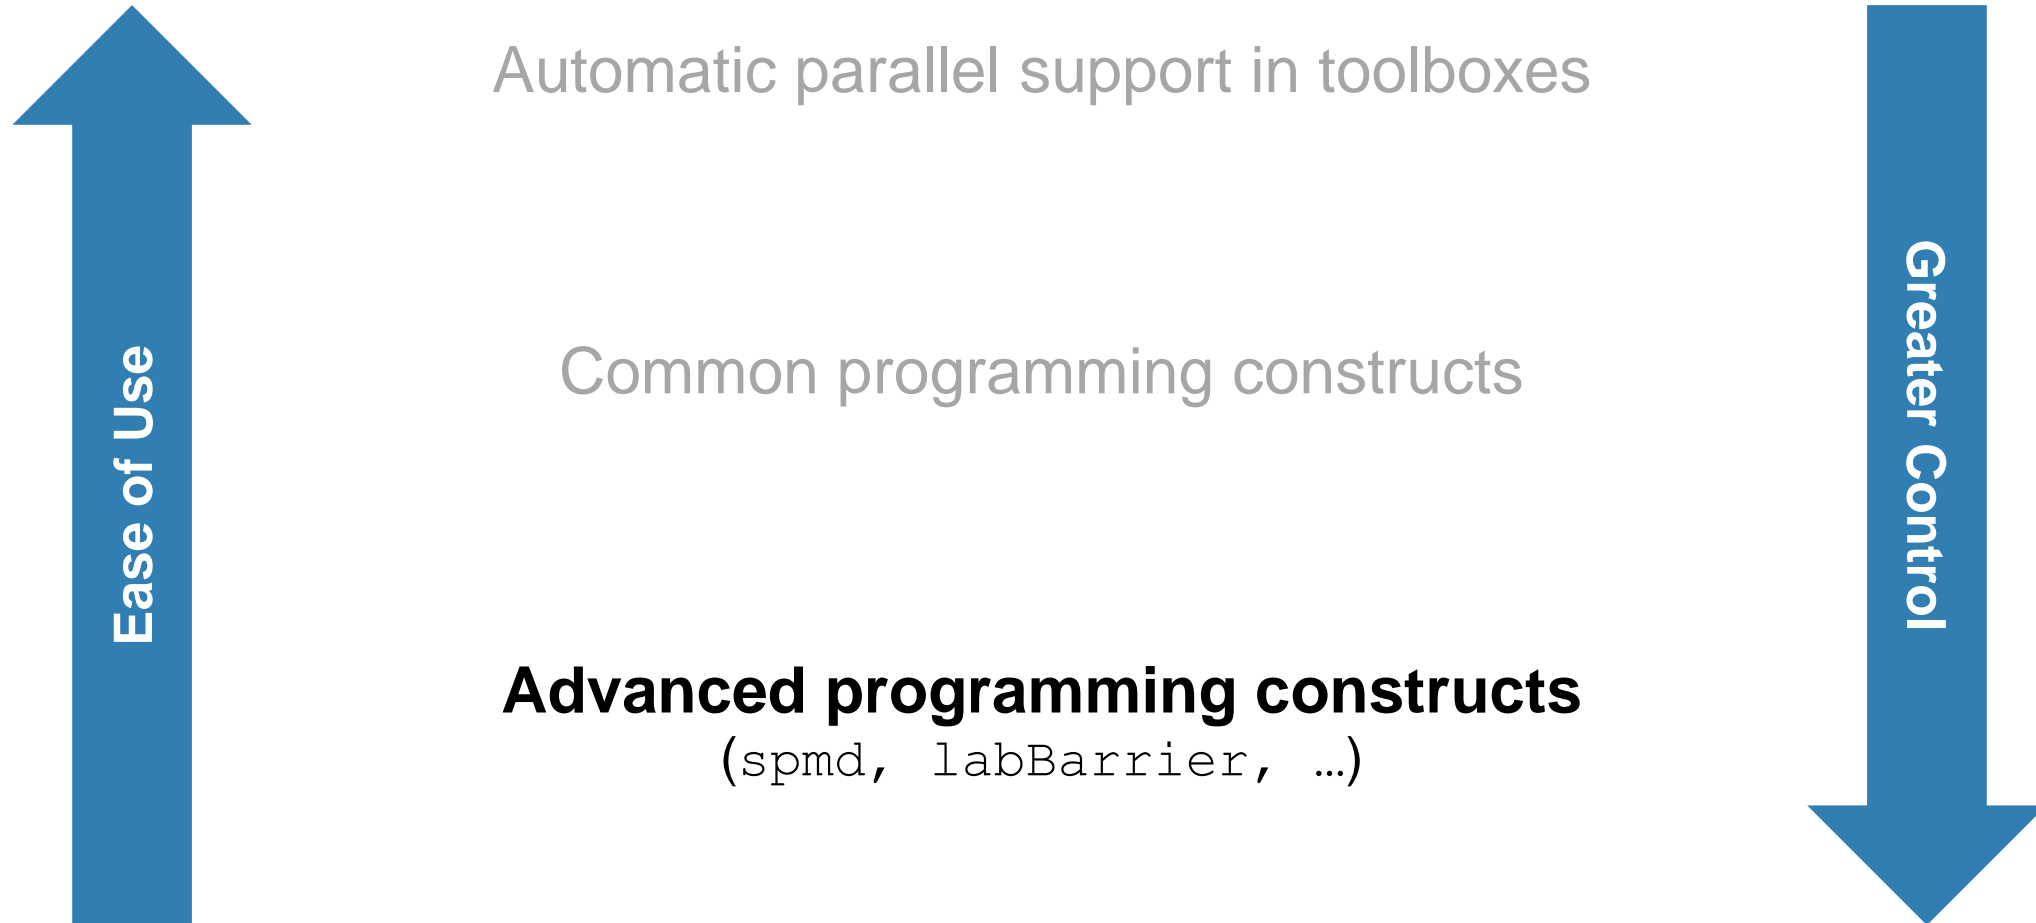 Automatic parallel support in toolboxes
Ease of Use
Common programming constructs
Greater Control
Advanced programming constructs
(spmd, labBarrier, …)